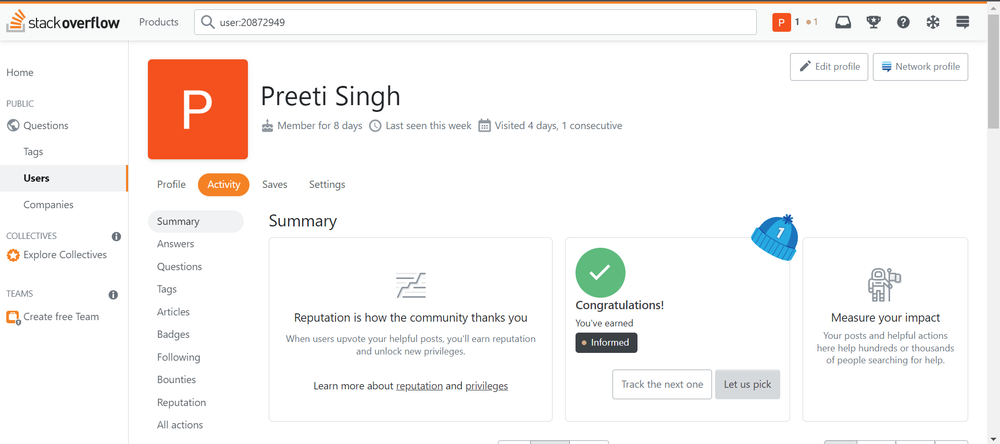 stackoverflow
Products
user:20872949
P
1
1
Home
PUBLIC
Questions
Tags
Users
Companies
COLLECTIVES
Explore Collectives
TEAMS
Create free Team
P
Preeti Singh
Member for 8 days
Last seen this week
Visited 4 days, 1 consecutive
Edit profile
Network profile
Profile
Activity
Saves
Settings
Summary
Answers
Questions
Tags
Articles
Badges
Following
Bounties
Reputation
All actions
Summary
Reputation is how the community thanks you
When users upvote your helpful posts, you'll earn reputation
and unlock new privileges.
Learn more about reputation and privileges
1
Congratulations!
You've earned
Informed
Track the next one
Let us pick
Measure your impact
Your posts and helpful actions
here help hundreds or thousands
of people searching for help.